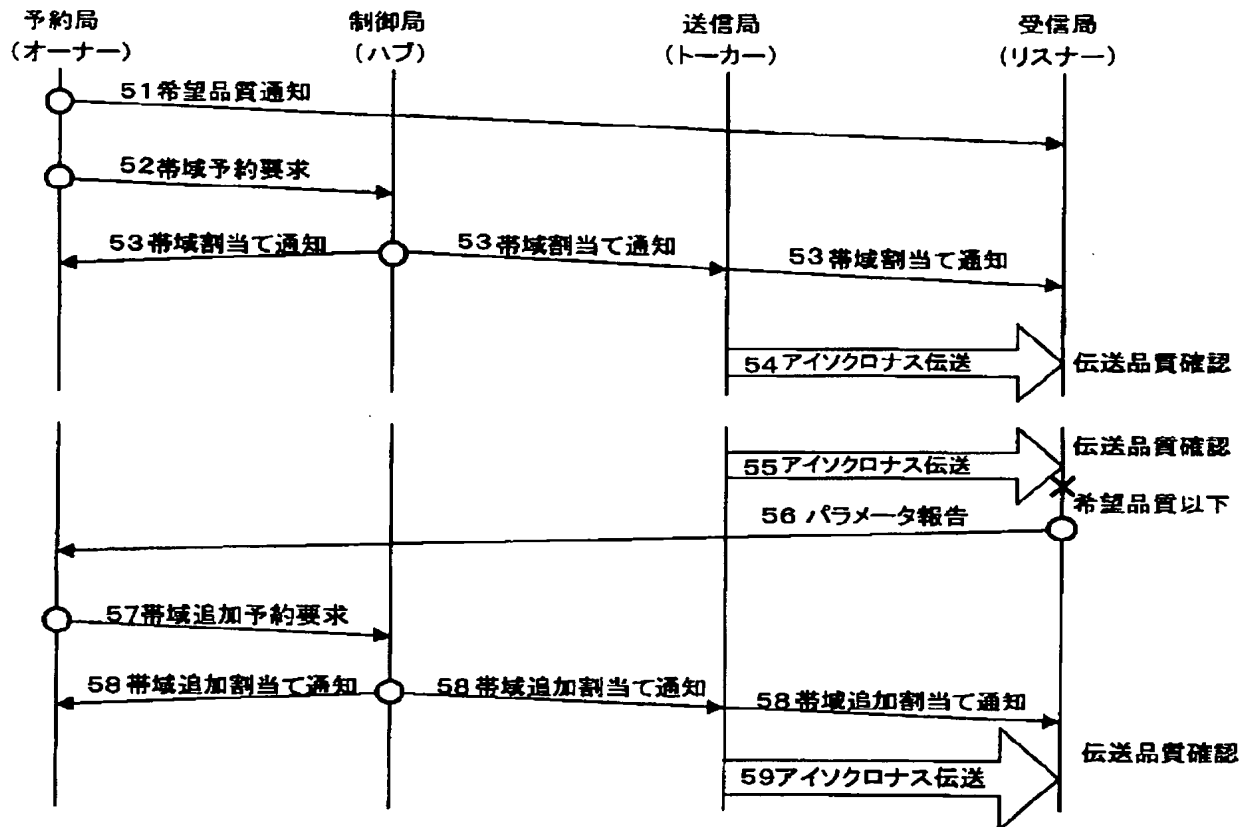 予約局
(オーナー)
制御局
(ハブ)
送信局
(トーカー)
受信局
(リスナー)
51希望品質通知
52帯域予約要求
53帯域割当て通知
53帯域割当て通知
53帯域割当て通知
54アイソクロナス伝送
伝送品質確認
伝送品質確認
55アイソクロナス伝送
希望品質以下
56 パラメータ報告
57帯域追加予約要求
58帯域追加割当て通知
58帯域追加割当て通知
58帯域追加割当て通知
伝送品質確認
59アイソクロナス伝送